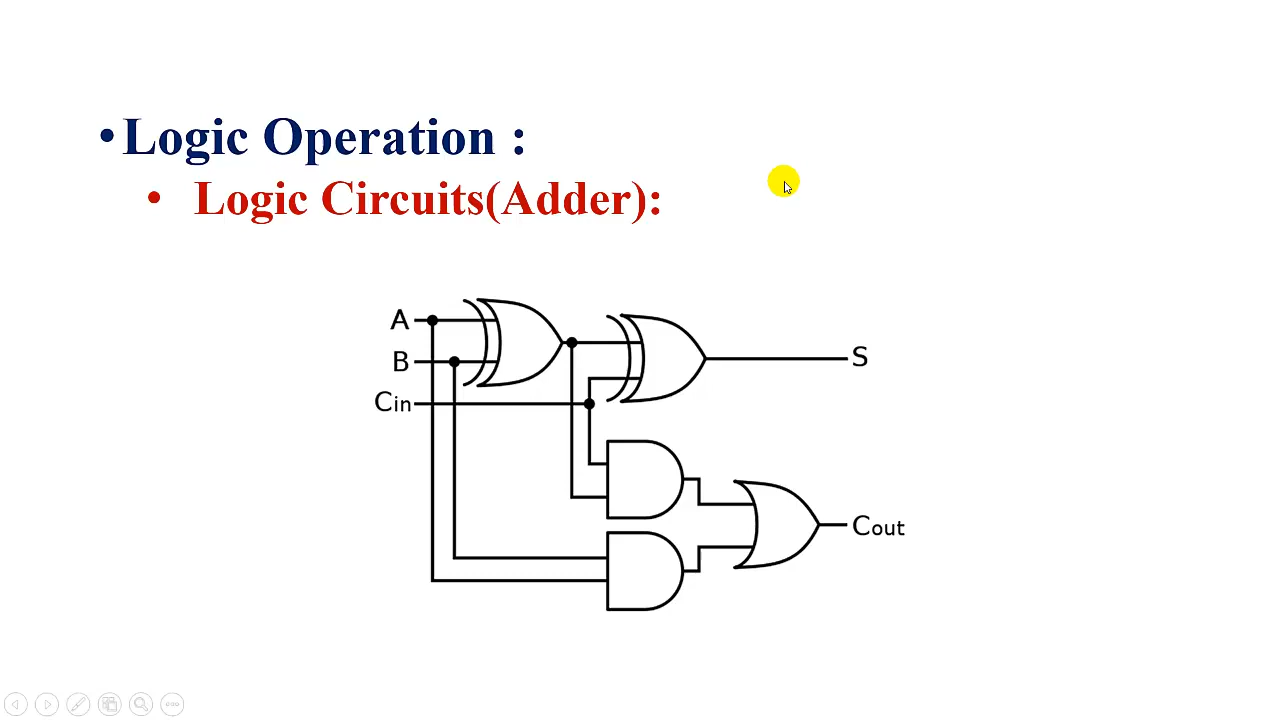 •Logic Operation :
• Logic Circuits(Adder):
A
B
Cin
S
Cout